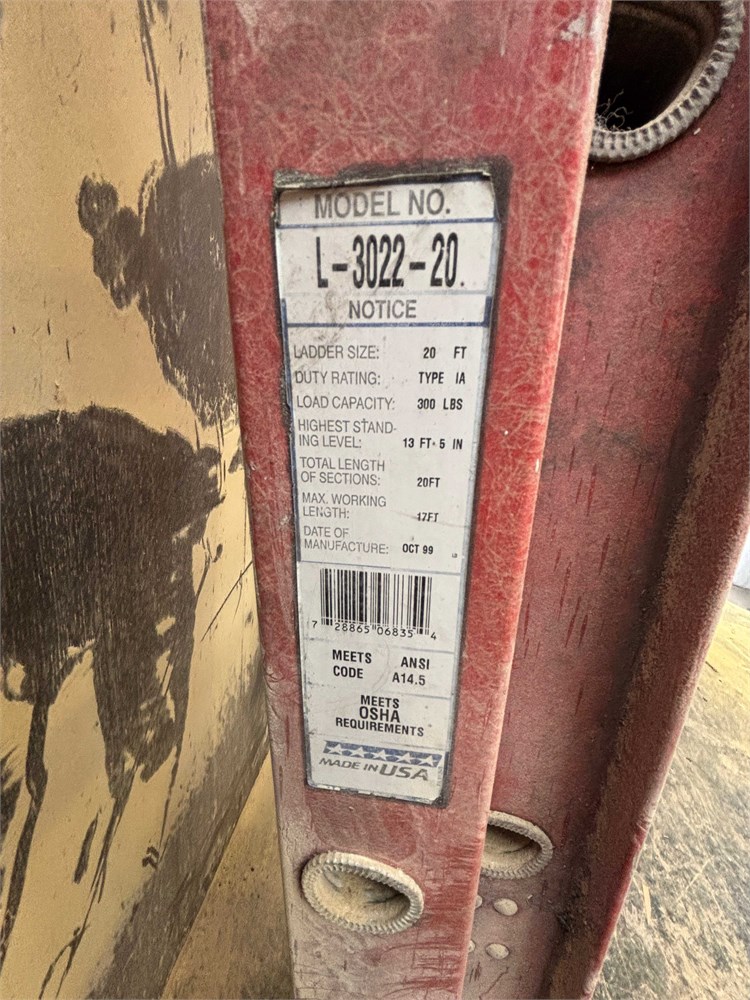 MODEL NO.
L-3022-20.
NOTICE
LADDER SIZE: 20 FT
DUTY RATING: TYPE IA
LOAD CAPACITY: 300 LBS
HIGHEST STAND-
ING LEVEL: 13 FT· 5 IN
TOTAL LENGTH
OF SECTIONS: 20FT
MAX. WORKING
LENGTH: 17FT
DATE OF
MANUFACTURE: OCT 99
7 28865 06835 4
MEETS ANSI
CODE A14.5
MEETS
OSHA
REQUIREMENTS
MADE IN USA